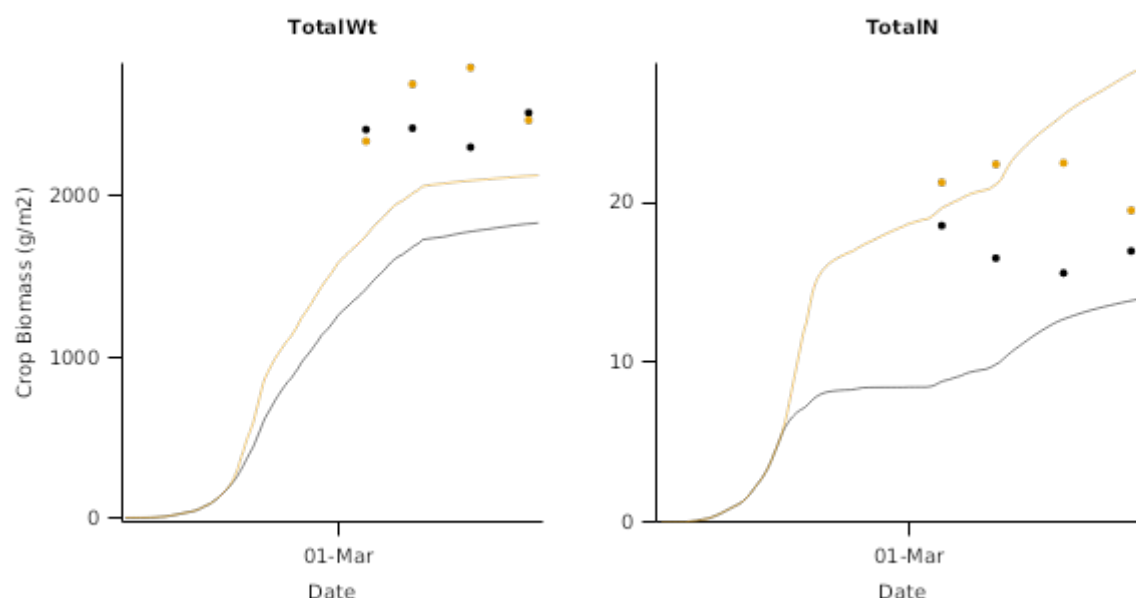 TotalWt
Crop Biomass (g/m2)
2000
1000
0
01-Mar
Date
TotalN
20
10
0
01-Mar
Date